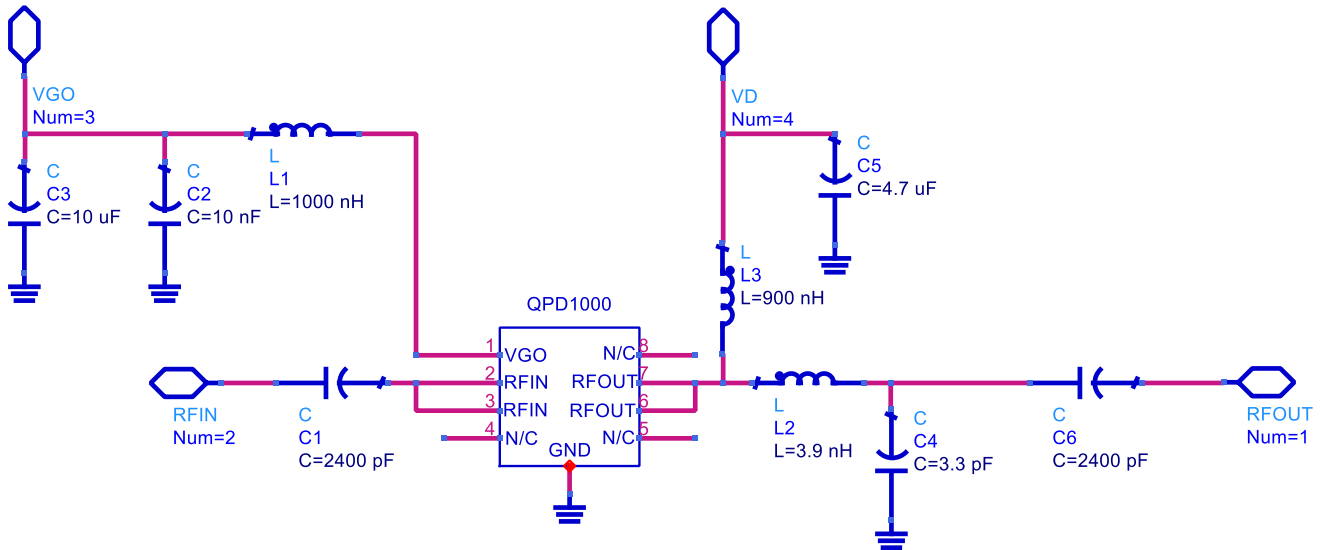 VGO
Num=3
VD
Num=4
C
C3
C=10 uF
C
C2
C=10 nF
L
L1
L=1000 nH
C
C5
C=4.7 uF
L
L3
L=900 nH
QPD1000
1
VGO
N/C
8
2
RFIN
RFOUT
7
3
RFIN
RFOUT
6
4
N/C
N/C
5
GND
RFIN
Num=2
C
C1
C=2400 pF
L
L2
L=3.9 nH
C
C4
C=3.3 pF
C
C6
C=2400 pF
RFOUT
Num=1